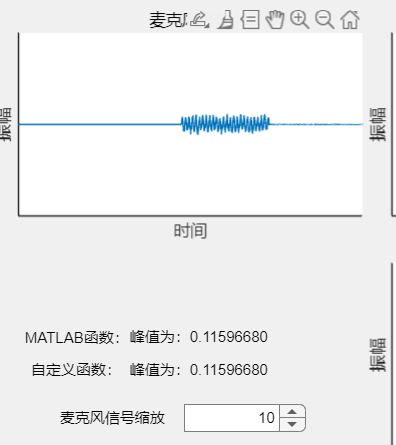 麦克
振幅
振幅
时间
MATLAB函数： 峰值为：0.11596680
自定义函数： 峰值为：0.11596680
振幅
麦克风信号缩放 10